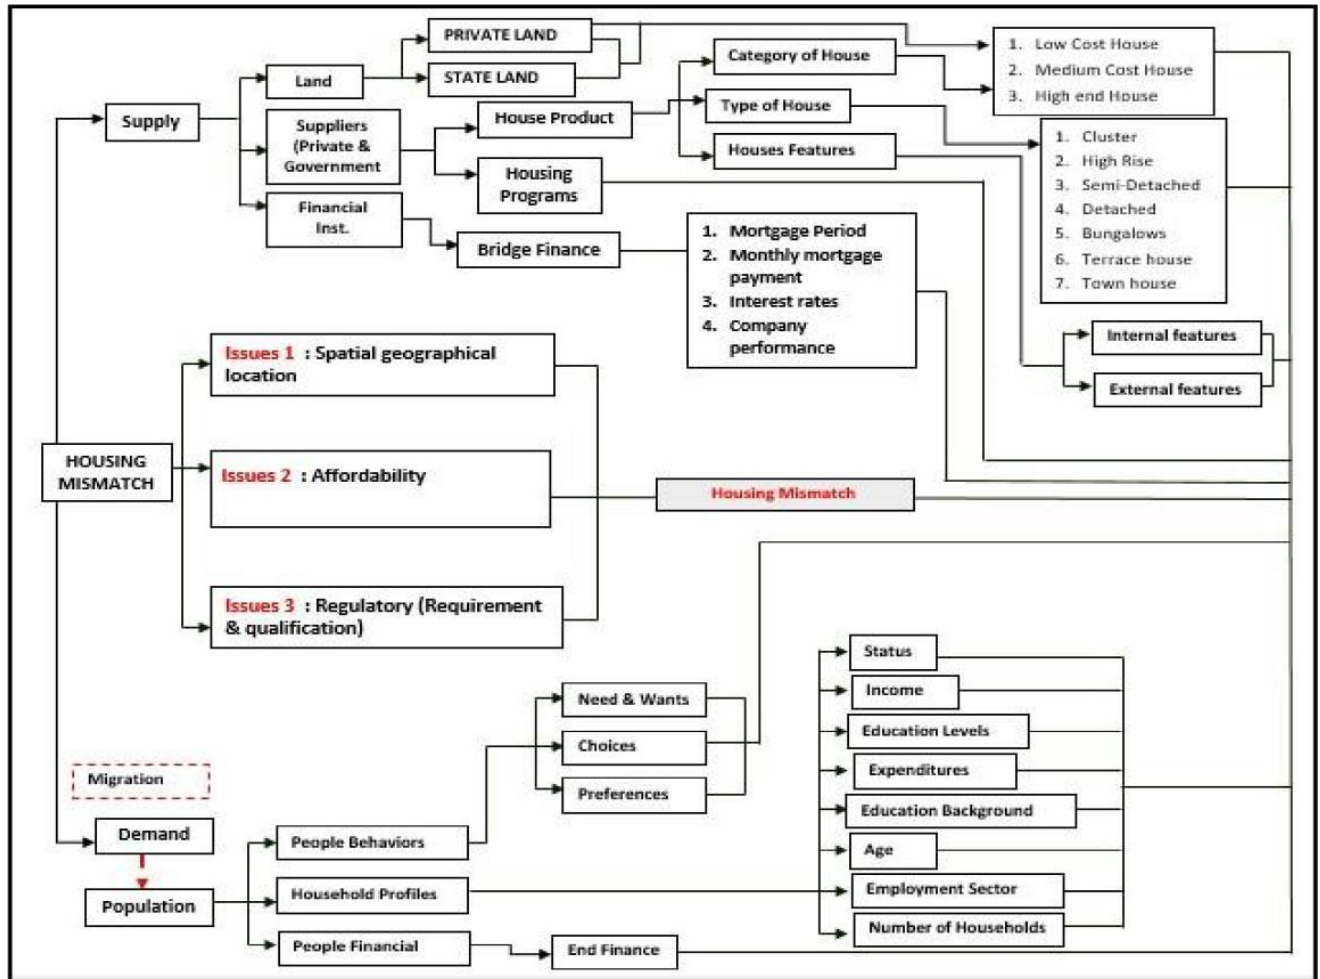 PRIVATE LAND
STATE LAND
Land
Supply
Suppliers
(Private &
Government
Financial
Inst.
House Product
Housing
Programs
Bridge Finance
Category of House
Type of House
Houses Features
1. Low Cost House
2. Medium Cost House
3. High end House
1. Cluster
2. High Rise
3. Semi-Detached
4. Detached
5. Bungalows
6. Terrace house
7. Town house
1. Mortgage Period
2. Monthly mortgage
payment
3. Interest rates
4. Company
performance
Internal features
External features
HOUSING
MISMATCH
Issues 1 : Spatial geographical
location
Issues 2 : Affordability
Issues 3 : Regulatory (Requirement
& qualification)
Housing Mismatch
Migration
Demand
Population
People Behaviors
Household Profiles
People Financial
Need & Wants
Choices
Preferences
End Finance
Status
Income
Education Levels
Expenditures
Education Background
Age
Employment Sector
Number of Households